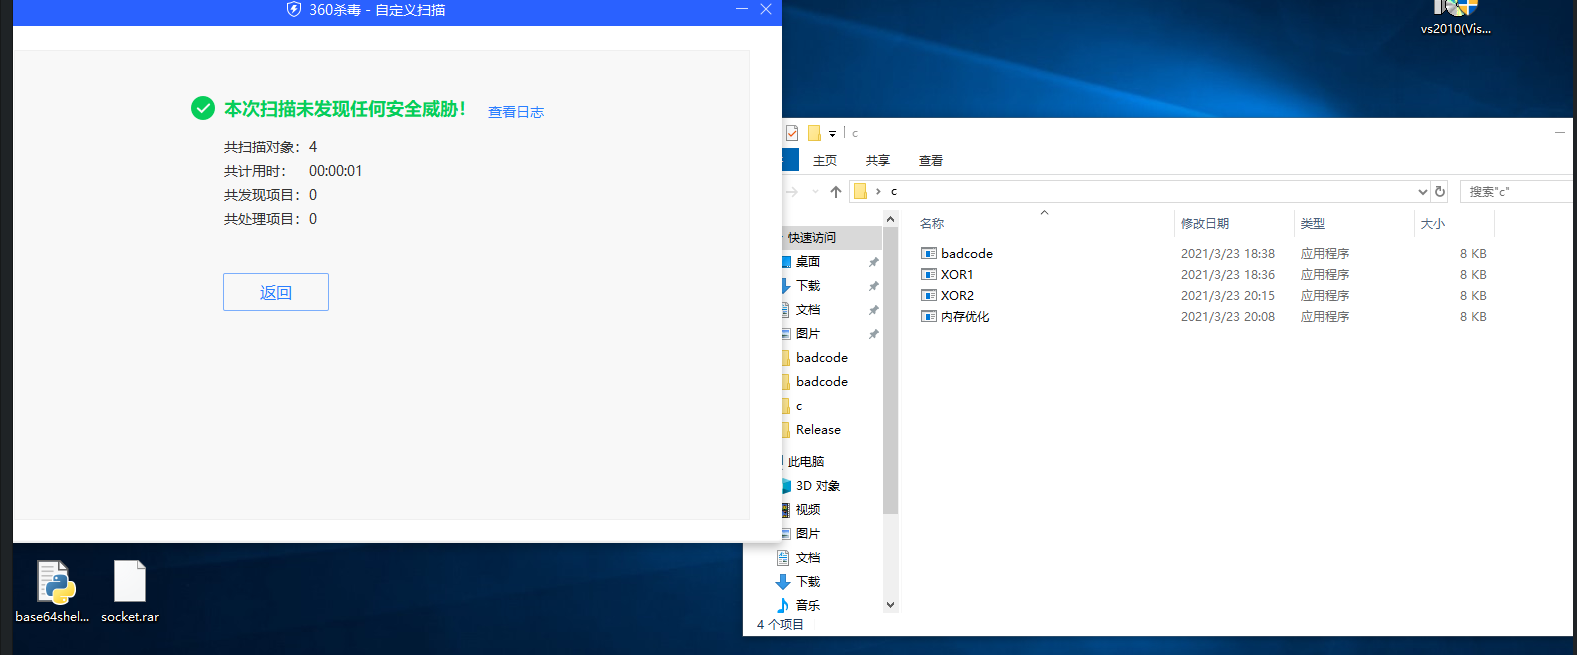 360杀毒 - 自定义扫描
本次扫描未发现任何安全威胁! 查看日志
共扫描对象: 4
共计用时: 00:00:01
共发现项目: 0
共处理项目: 0
返回
base64shel...
socket.rar
vs2010(Vis...
c
主页 共享 查看
c
搜索"c"
名称 修改日期 类型 大小
badcode 2021/3/23 18:38 应用程序 8 KB
XOR1 2021/3/23 18:36 应用程序 8 KB
XOR2 2021/3/23 20:15 应用程序 8 KB
内存优化 2021/3/23 20:08 应用程序 8 KB
快速访问
桌面
下载
文档
图片
badcode
badcode
c
Release
此电脑
3D 对象
视频
图片
文档
下载
音乐
4 个项目